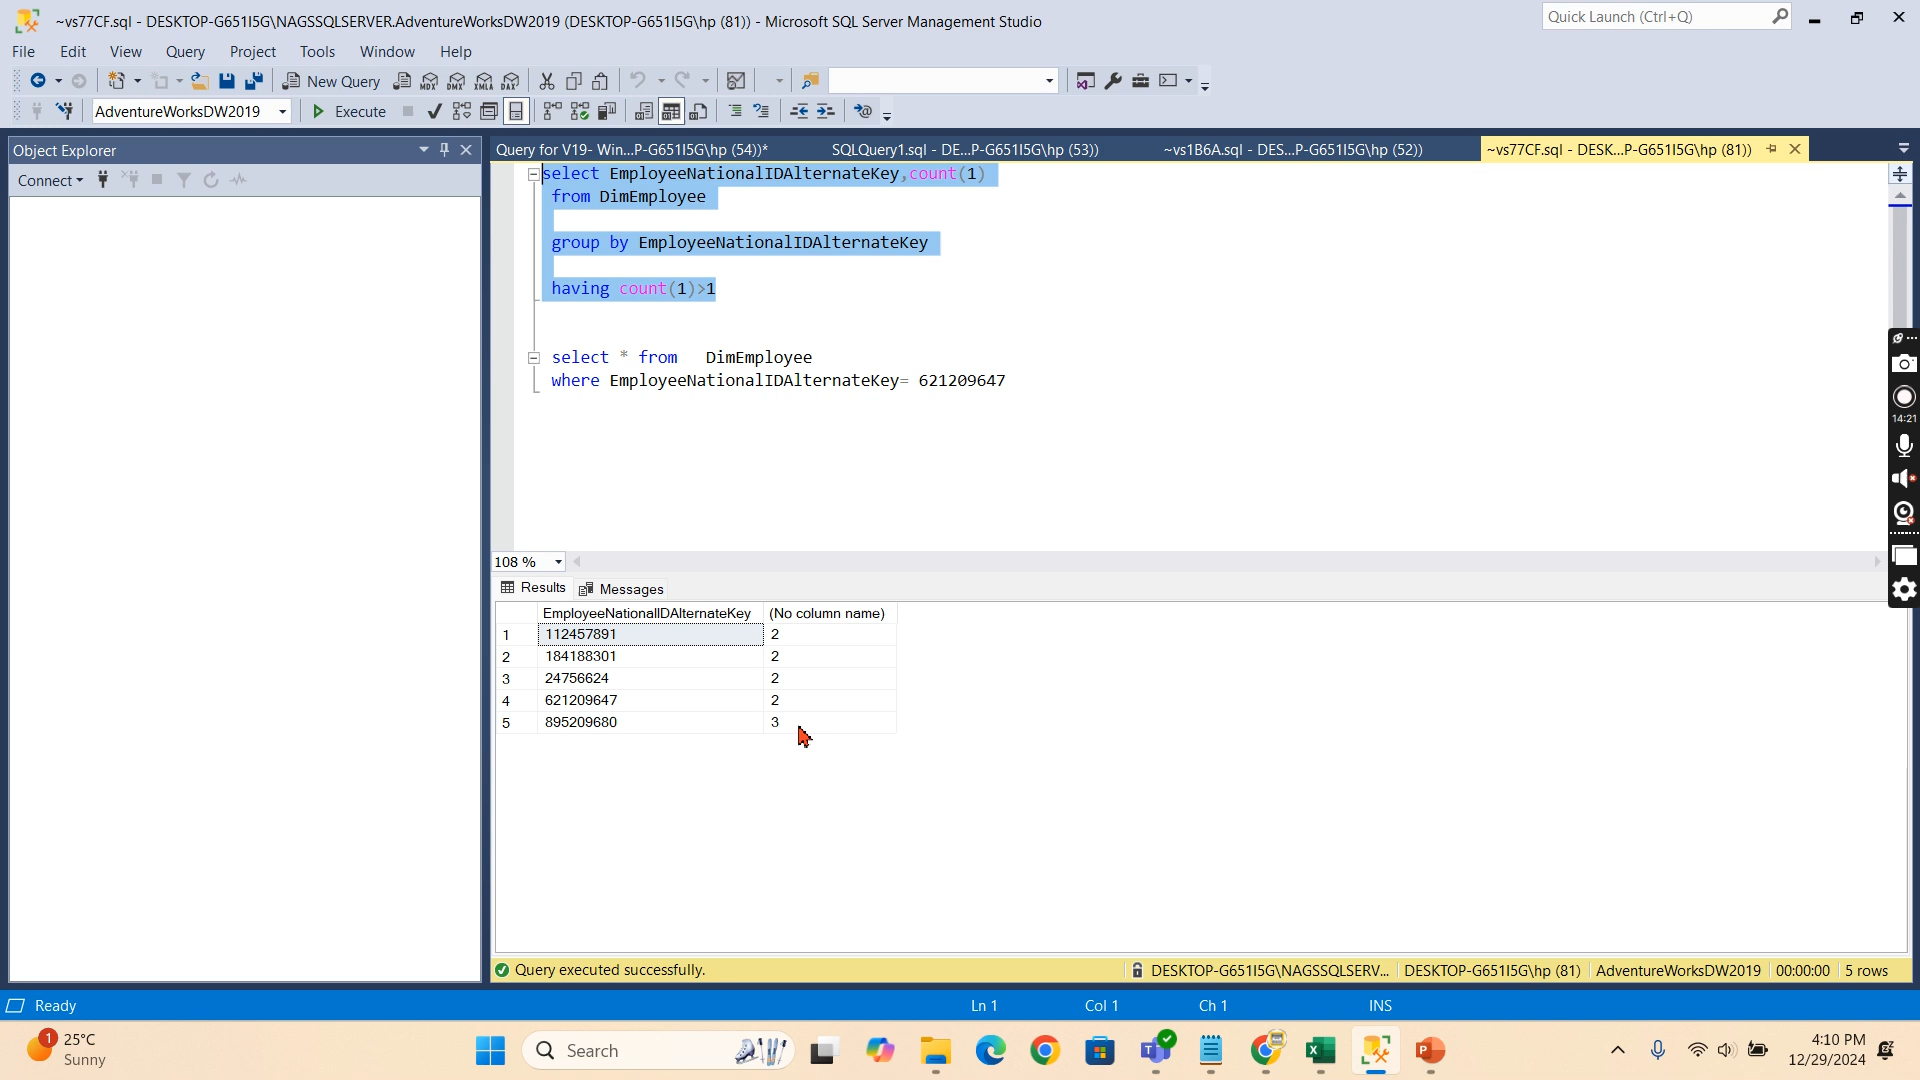 ~vs77CF.sql - DESKTOP-G651I5G\NAGSSQLSERVER.AdventureWorksDW2019 (DESKTOP-G651I5G\hp (81)) - Microsoft SQL Server Management Studio
Quick Launch (Ctrl+Q)
File Edit View Query Project Tools Window Help
New Query
MDX DMX XMLA DAX
AdventureWorksDW2019
Execute
Object Explorer
Query for V19- Win...P-G651I5G\hp (54))*
SQLQuery1.sql - DE...P-G651I5G\hp (53))
~vs1B6A.sql - DES...P-G651I5G\hp (52))
~vs77CF.sql - DESK...P-G651I5G\hp (81))
Connect
select EmployeeNationalIDAlternateKey,count(1)
from DimEmployee
group by EmployeeNationalIDAlternateKey
having count(1)>1
select * from DimEmployee
where EmployeeNationalIDAlternateKey= 621209647
14:21
108 %
Results Messages
EmployeeNationalIDAlternateKey (No column name)
1 112457891 2
2 184188301 2
3 24756624 2
4 621209647 2
5 895209680 3
Query executed successfully.
DESKTOP-G651I5G\NAGSSQLSERV... DESKTOP-G651I5G\hp (81) AdventureWorksDW2019 00:00:00 5 rows
Ready Ln 1 Col 1 Ch 1 INS
1
25°C
Sunny
Search
4:10 PM
12/29/2024